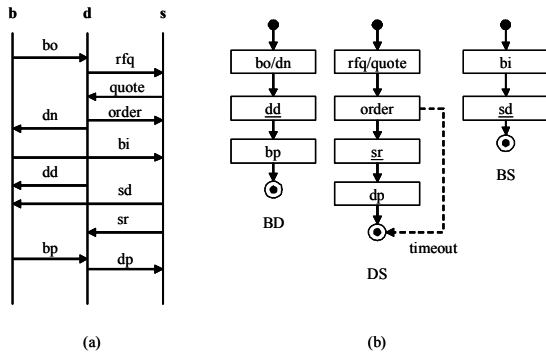 b d s
bo
rfq
quote
dn order
bi
dd
sd
sr
bp
dp
(a)
bo/dn
dd
bp
BD
rfq/quote
order
sr
dp
timeout
DS
bi
sd
BS
(b)